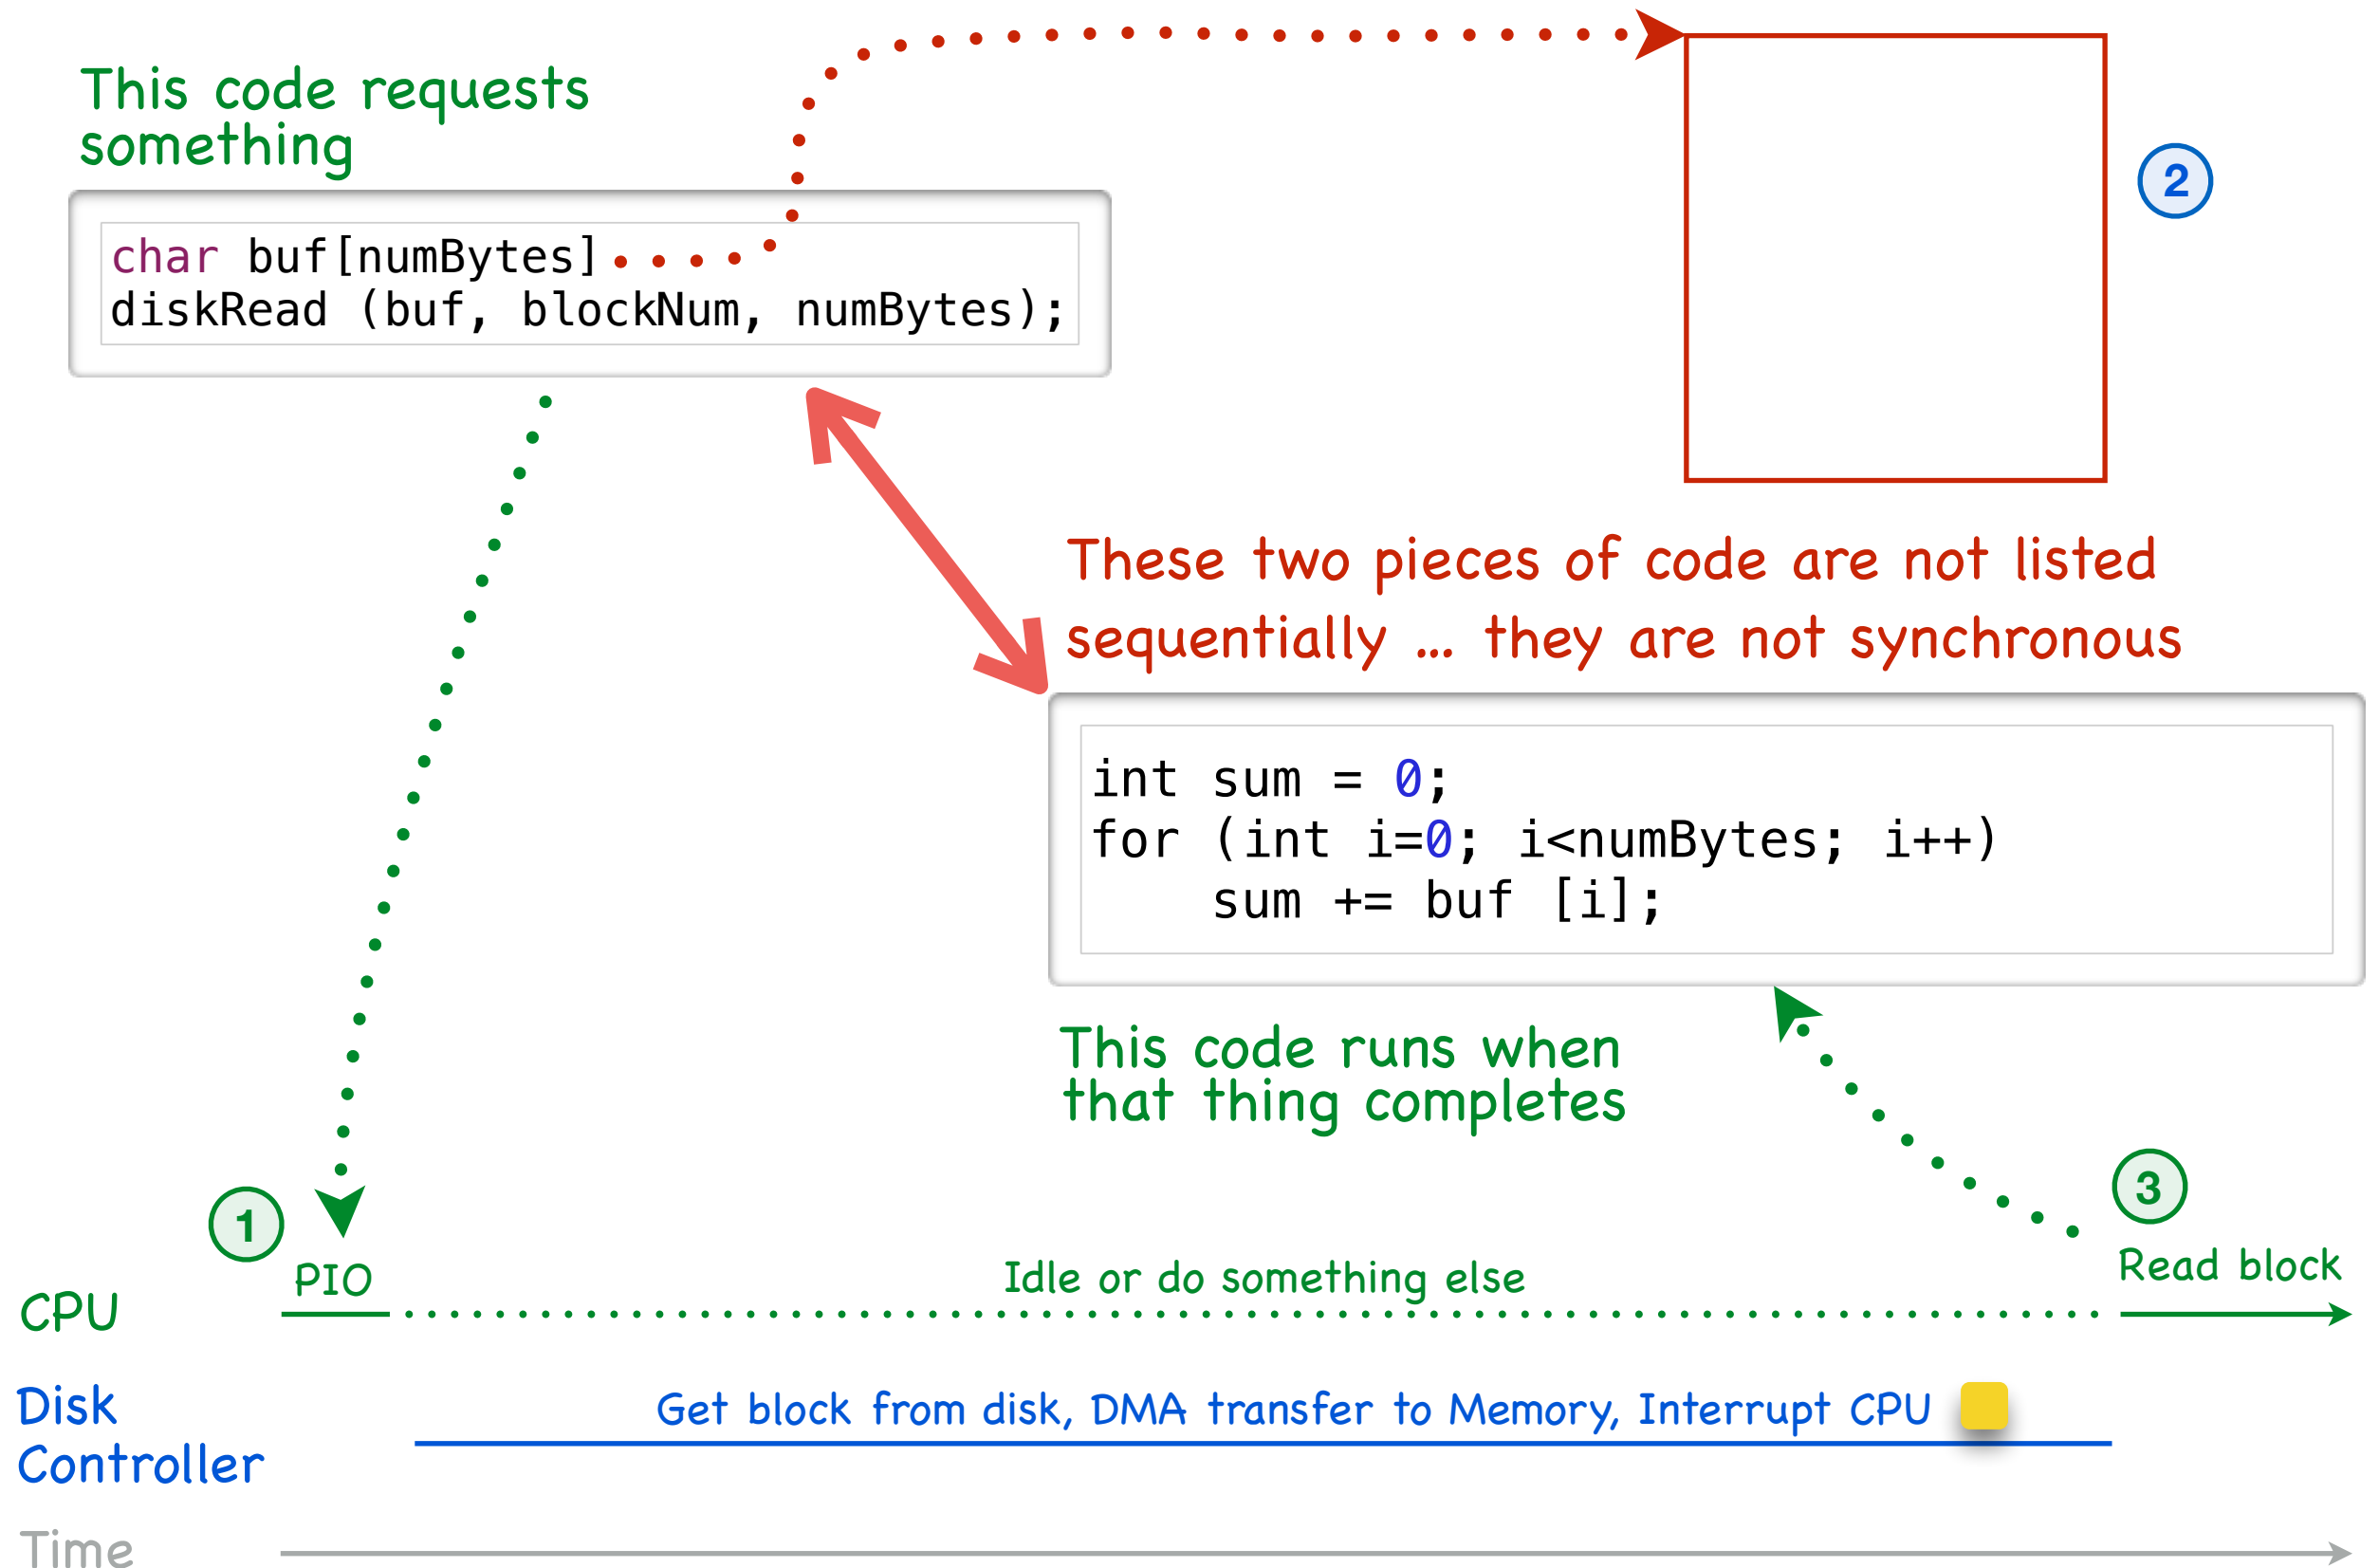 This code requests
something
2
char buf[numBytes]
diskRead (buf, blockNum, numBytes);
These two pieces of code are not listed
sequentially ... they are not synchronous
int sum = 0;
for (int i=0; i<numBytes; i++)
    sum += buf [i];
This code runs when
that thing completes
1
3
PIO
Idle or do something else
Read block
CPU
Disk
Controller
Get block from disk, DMA transfer to Memory, Interrupt CPU
Time